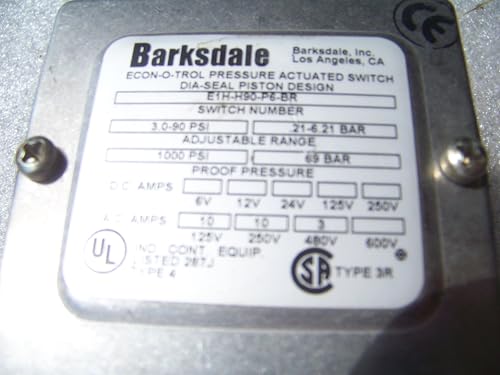 CE
Barksdale
Barksdale, Inc.
Los Angeles, CA
ECON-O-TROL PRESSURE ACTUATED SWITCH
DIA-SEAL PISTON DESIGN
E1H-H90-P6-BR
SWITCH NUMBER
3.0-90 PSI .21-6.21 BAR
ADJUSTABLE RANGE
1000 PSI 69 BAR
PROOF PRESSURE
D.C. AMPS
6V 12V 24V 125V 250V
A.C. AMPS 10 10 3
125V 250V 480V 600V
UL
IND. CONT. EQUIP.
LISTED 287J
TYPE 4
SA TYPE 3/R